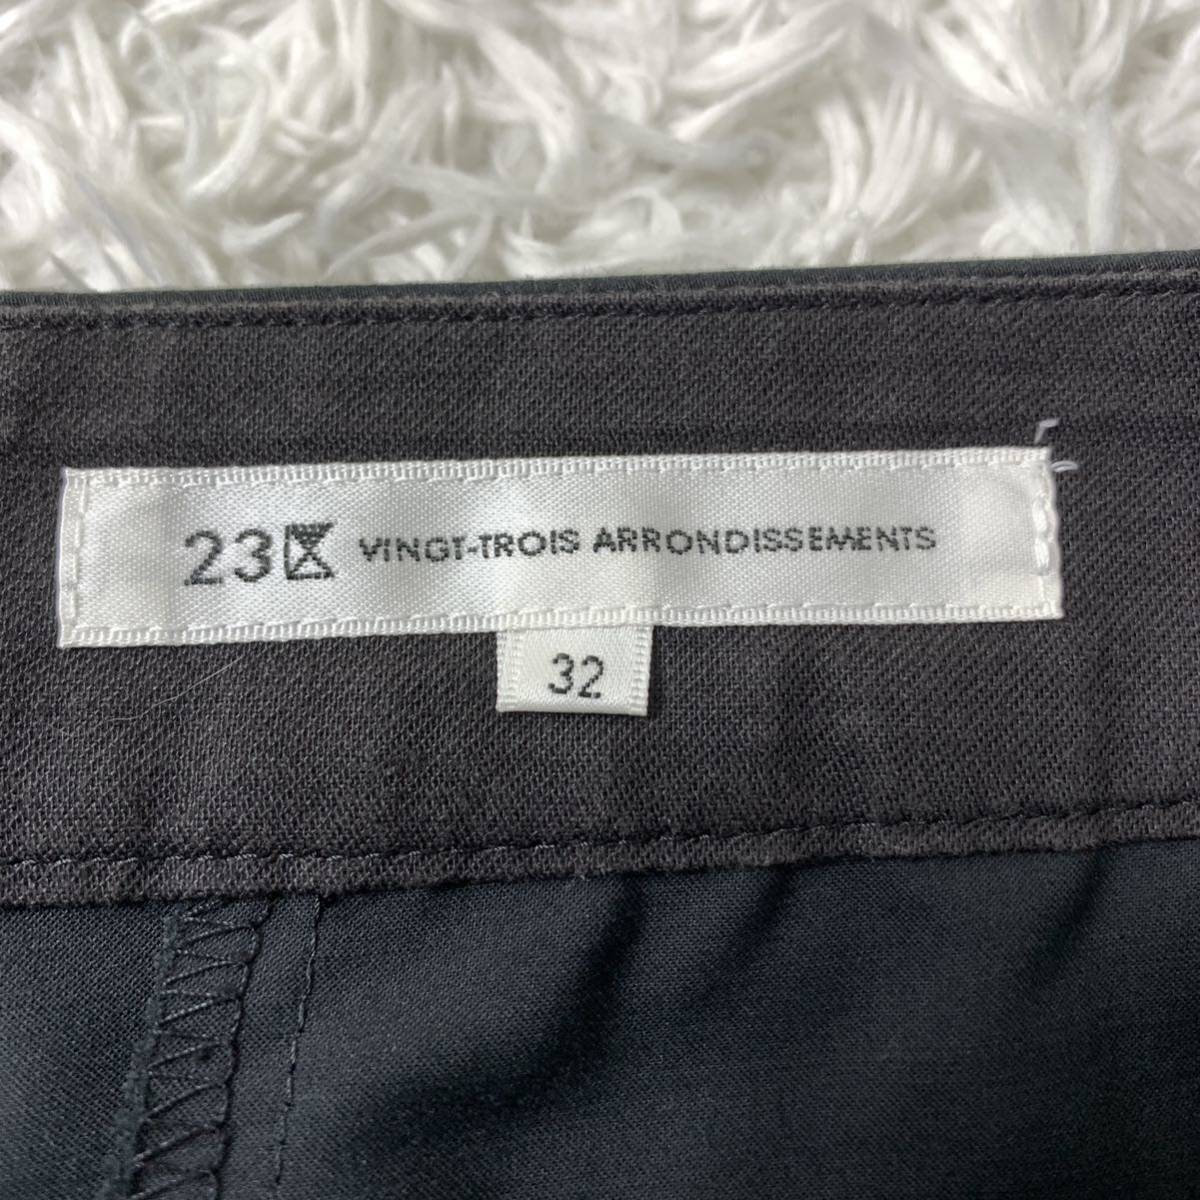 23区 VINGT-TROIS ARRONDISSEMENTS
32